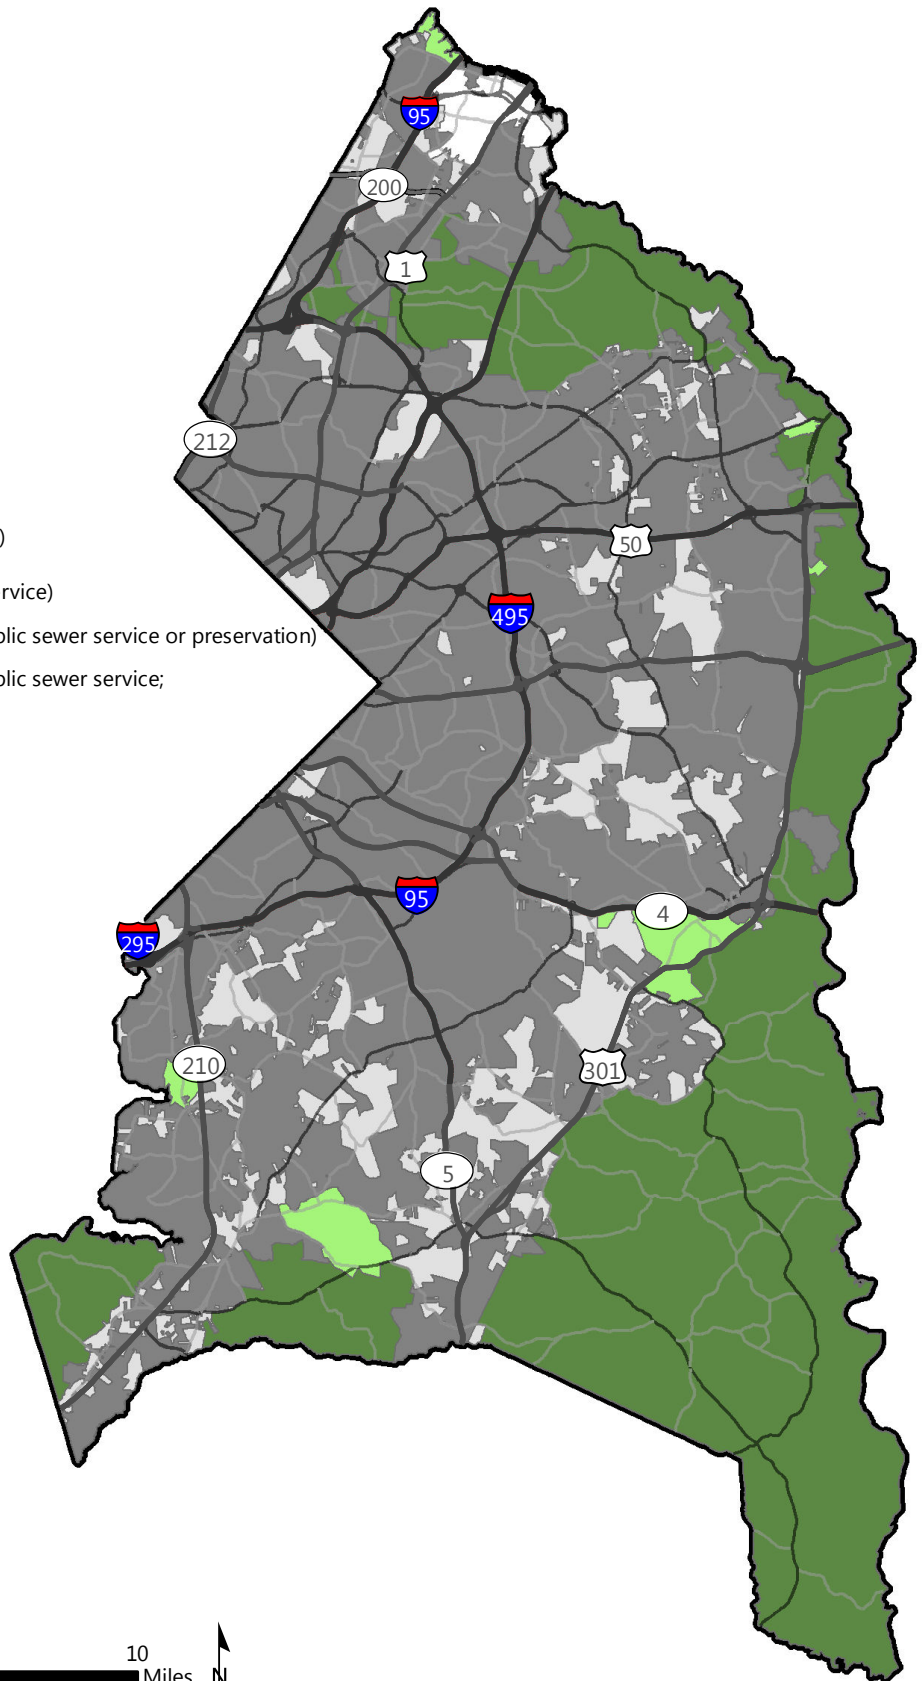 95
200
1
212
)
50
rvice)
495
blic sewer service or preservation)
blic sewer service;
95
4
295
210
301
5
10
Miles
N